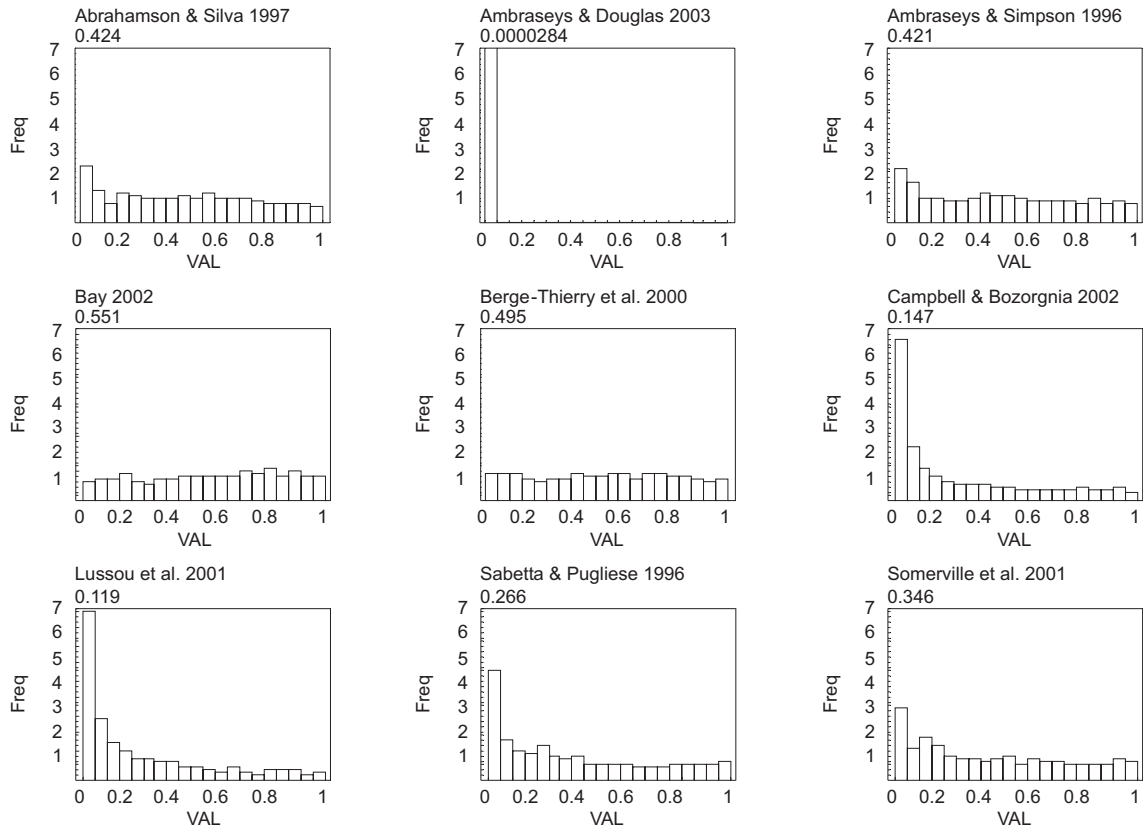 Abrahamson & Silva 1997
0.424
7
6
5
4
3
2
1
Freq
0 0.2 0.4 0.6 0.8 1
VAL
Ambraseys & Douglas 2003
0.0000284
7
6
5
4
3
2
1
Freq
0 0.2 0.4 0.6 0.8 1
VAL
Ambraseys & Simpson 1996
0.421
7
6
5
4
3
2
1
Freq
0 0.2 0.4 0.6 0.8 1
VAL
Bay 2002
0.551
7
6
5
4
3
2
1
Freq
0 0.2 0.4 0.6 0.8 1
VAL
Berge-Thierry et al. 2000
0.495
7
6
5
4
3
2
1
Freq
0 0.2 0.4 0.6 0.8 1
VAL
Campbell & Bozorgnia 2002
0.147
7
6
5
4
3
2
1
Freq
0 0.2 0.4 0.6 0.8 1
VAL
Lussou et al. 2001
0.119
7
6
5
4
3
2
1
Freq
0 0.2 0.4 0.6 0.8 1
VAL
Sabetta & Pugliese 1996
0.266
7
6
5
4
3
2
1
Freq
0 0.2 0.4 0.6 0.8 1
VAL
Somerville et al. 2001
0.346
7
6
5
4
3
2
1
Freq
0 0.2 0.4 0.6 0.8 1
VAL